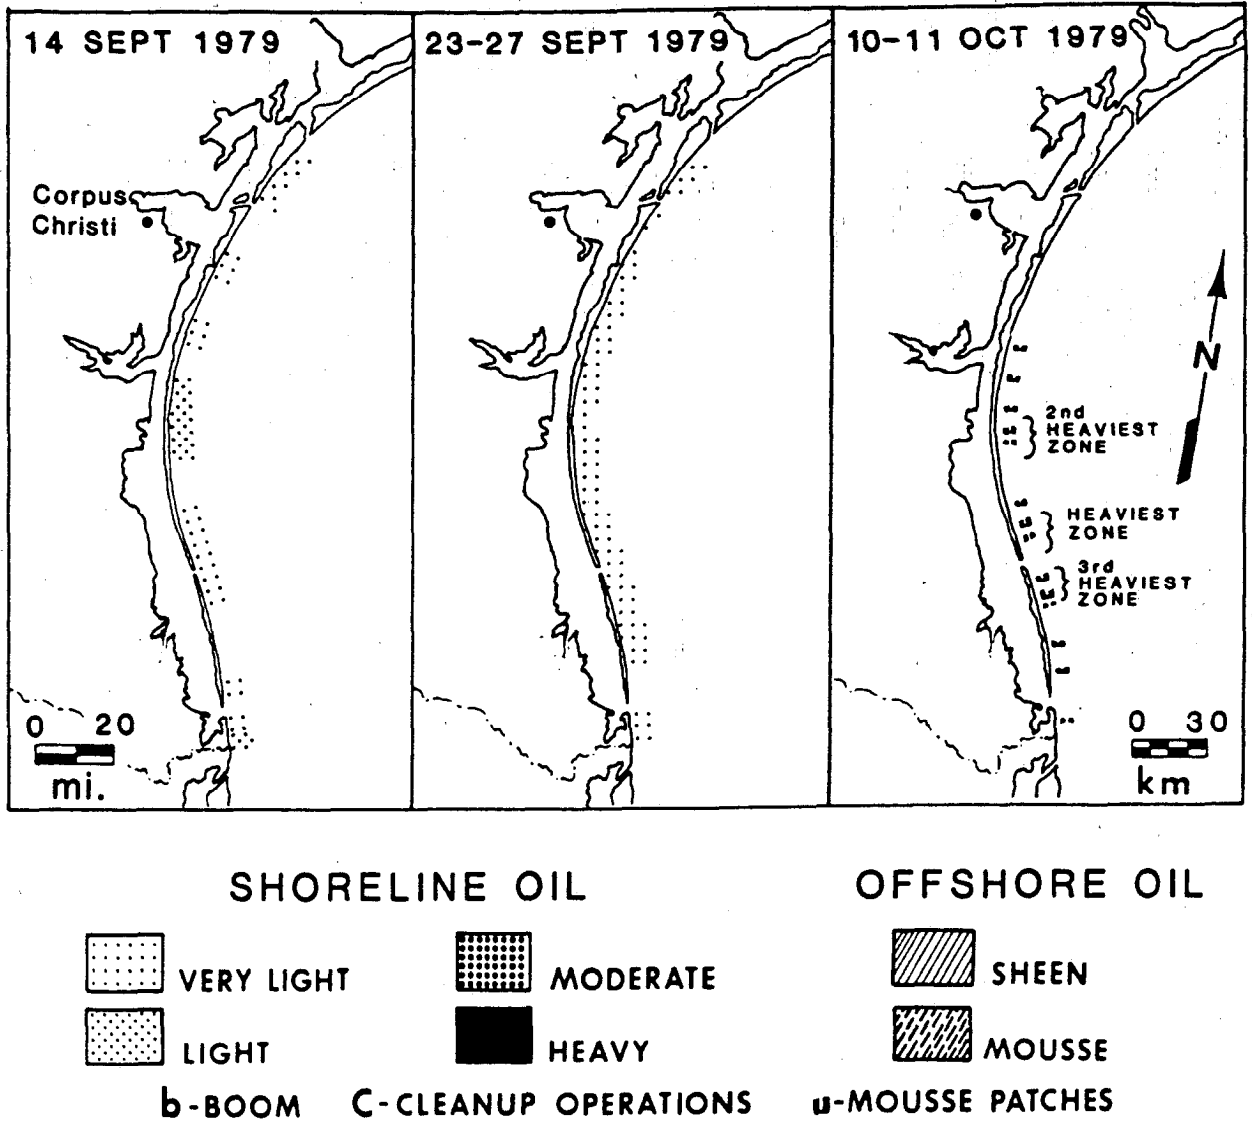 14 SEPT 1979
23-27 SEPT 1979
10-11 OCT 1979
Corpus
Christi
N
2nd
HEAVIEST
ZONE
HEAVIEST
ZONE
3rd
HEAVIEST
ZONE
0 20
mi.
0 30
km
SHORELINE OIL
OFFSHORE OIL
VERY LIGHT
MODERATE
SHEEN
LIGHT
HEAVY
MOUSSE
b-BOOM
C-CLEANUP OPERATIONS
u-MOUSSE PATCHES